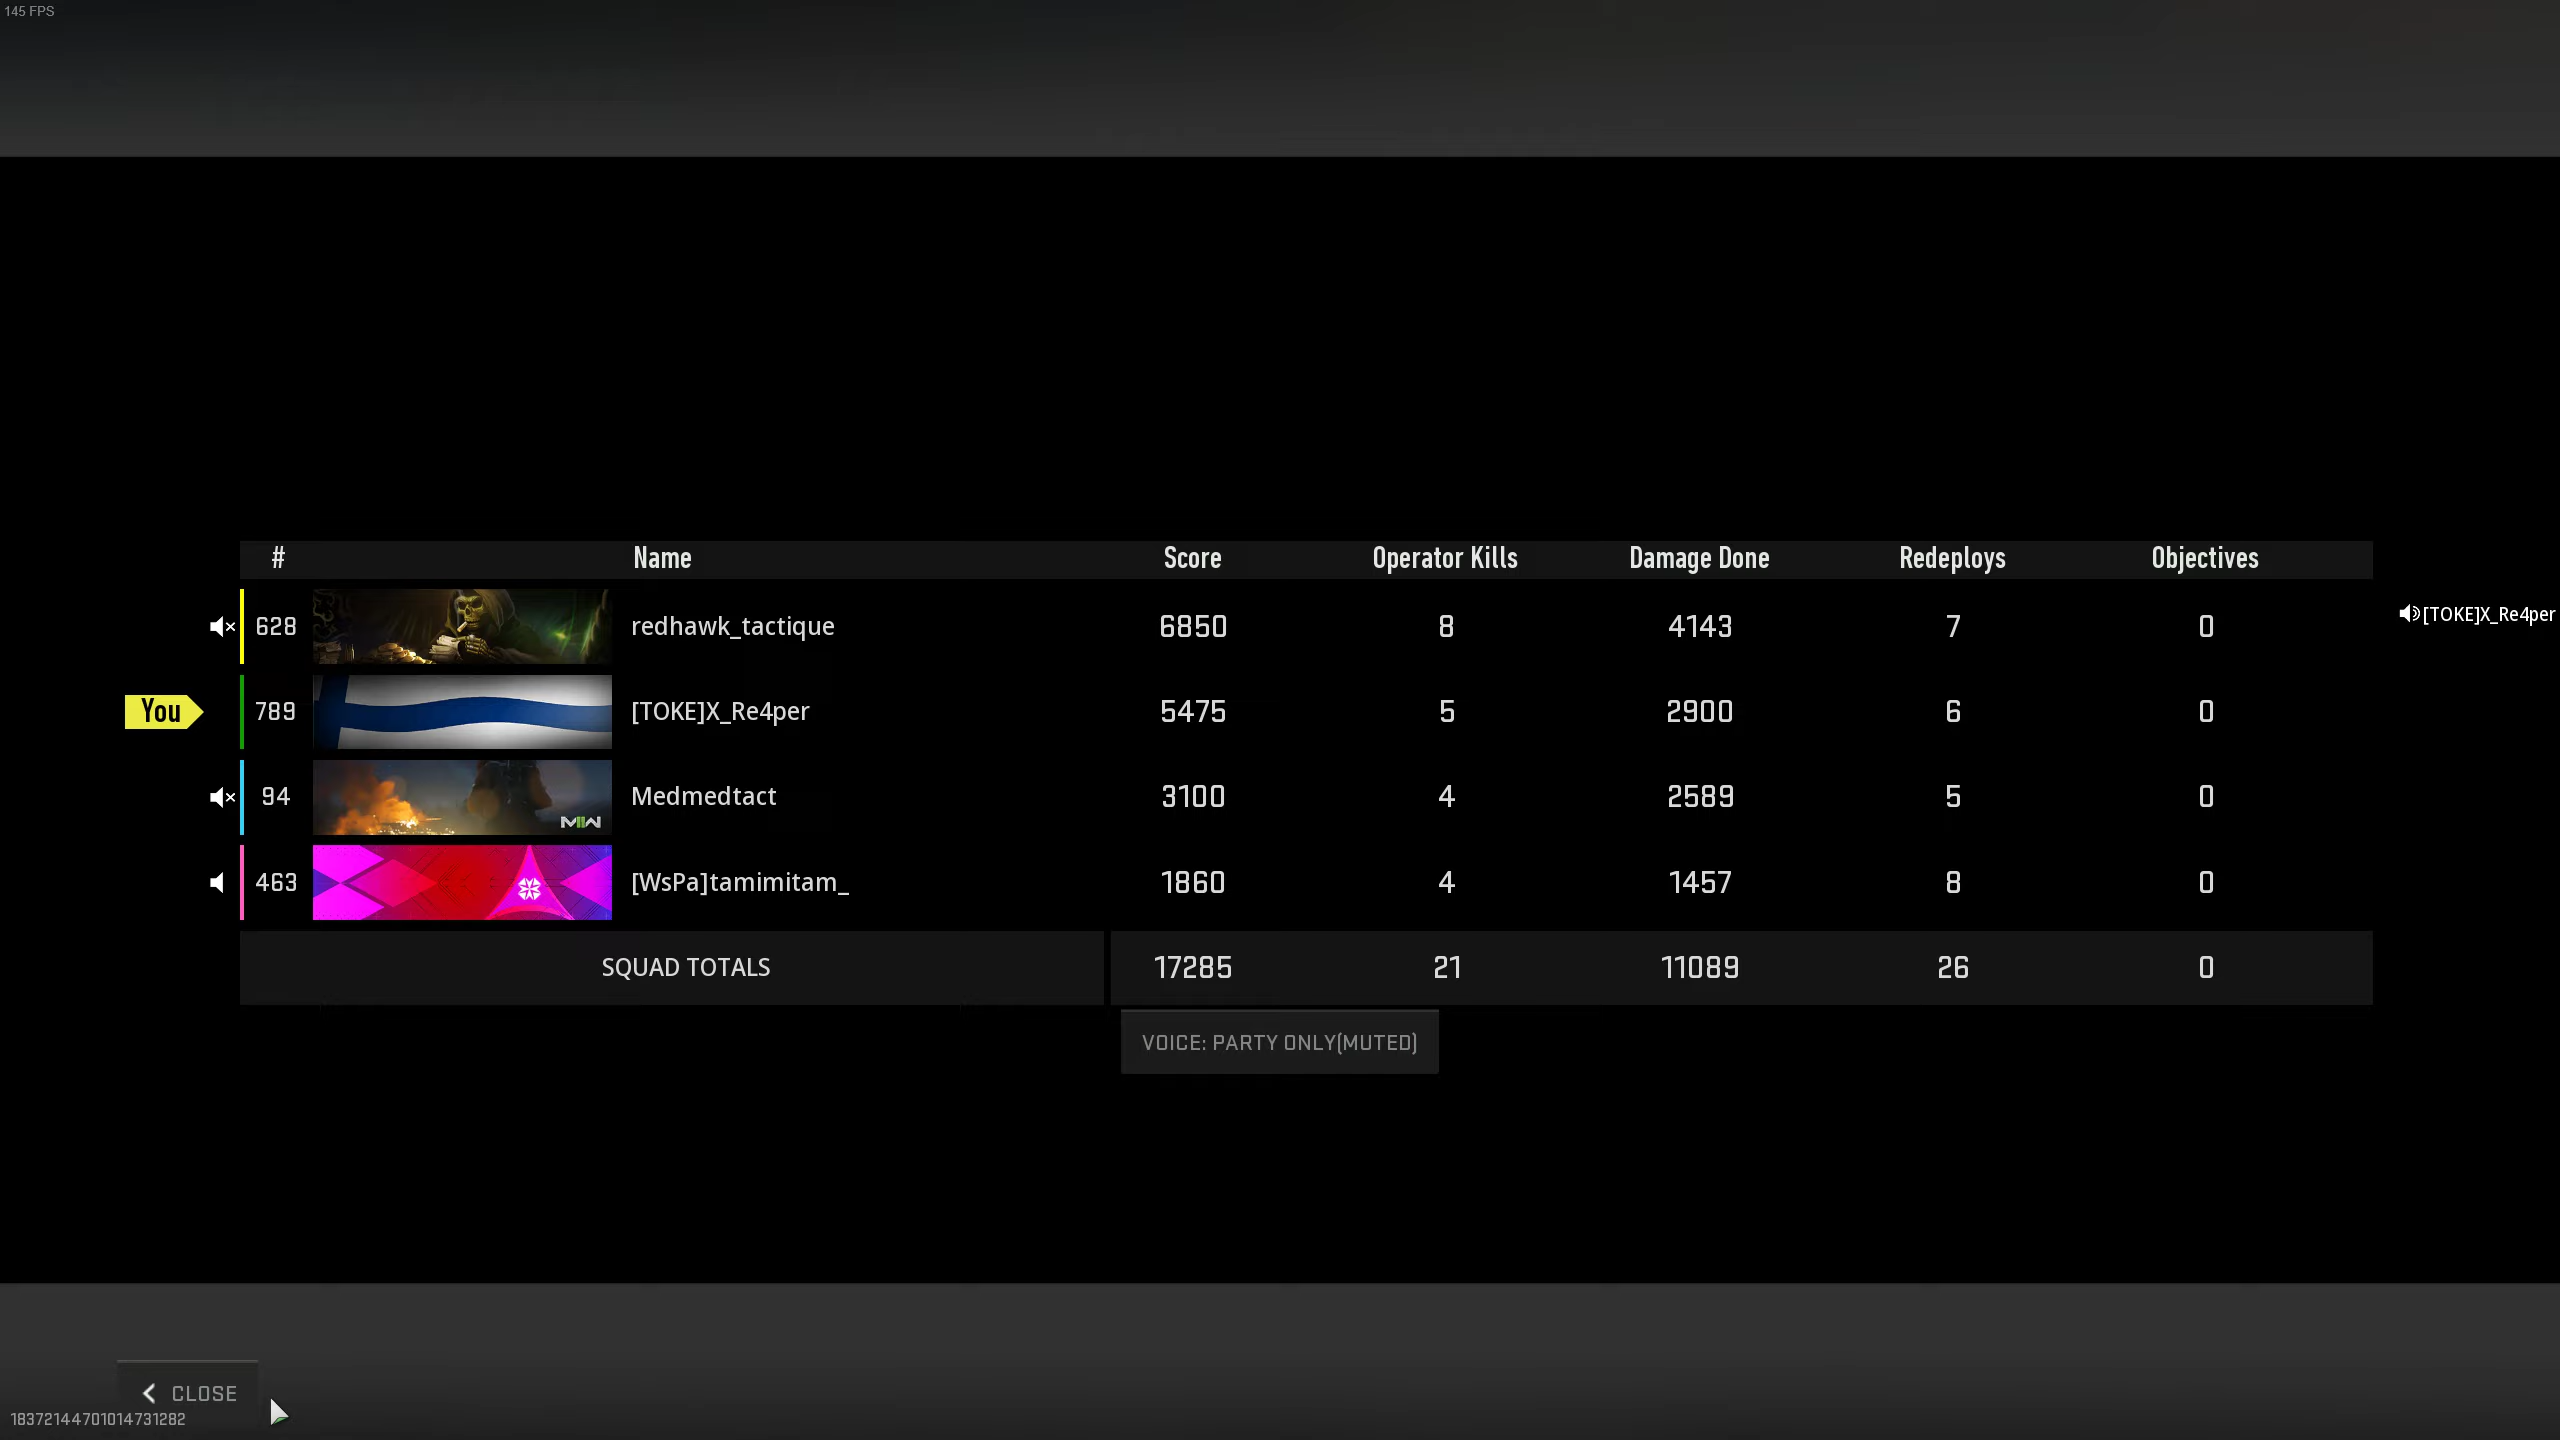 145 FPS
# Name Score Operator Kills Damage Done Redeploys Objectives
628 redhawk_tactique 6850 8 4143 7 0
[TOKE]X_Re4per
You 789 [TOKE]X_Re4per 5475 5 2900 6 0
94 MWII Medmedtact 3100 4 2589 5 0
463 [WsPa]tamimitam_ 1860 4 1457 8 0
SQUAD TOTALS 17285 21 11089 26 0
VOICE: PARTY ONLY(MUTED)
CLOSE
18372144701014731282